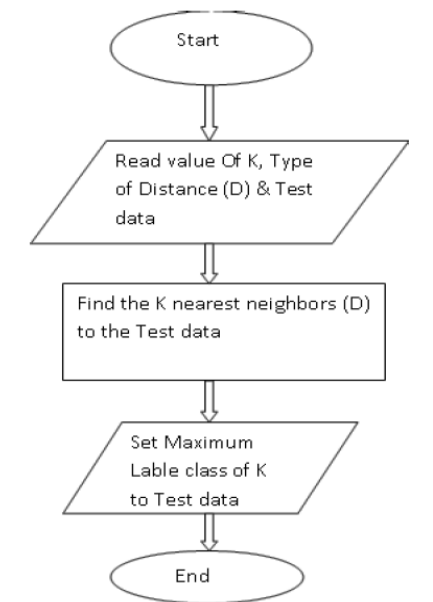 Start
Read value Of K, Type
of Distance (D) & Test
data
Find the K nearest neighbors (D)
to the Test data
Set Maximum
Lable class of K
to Test data
End